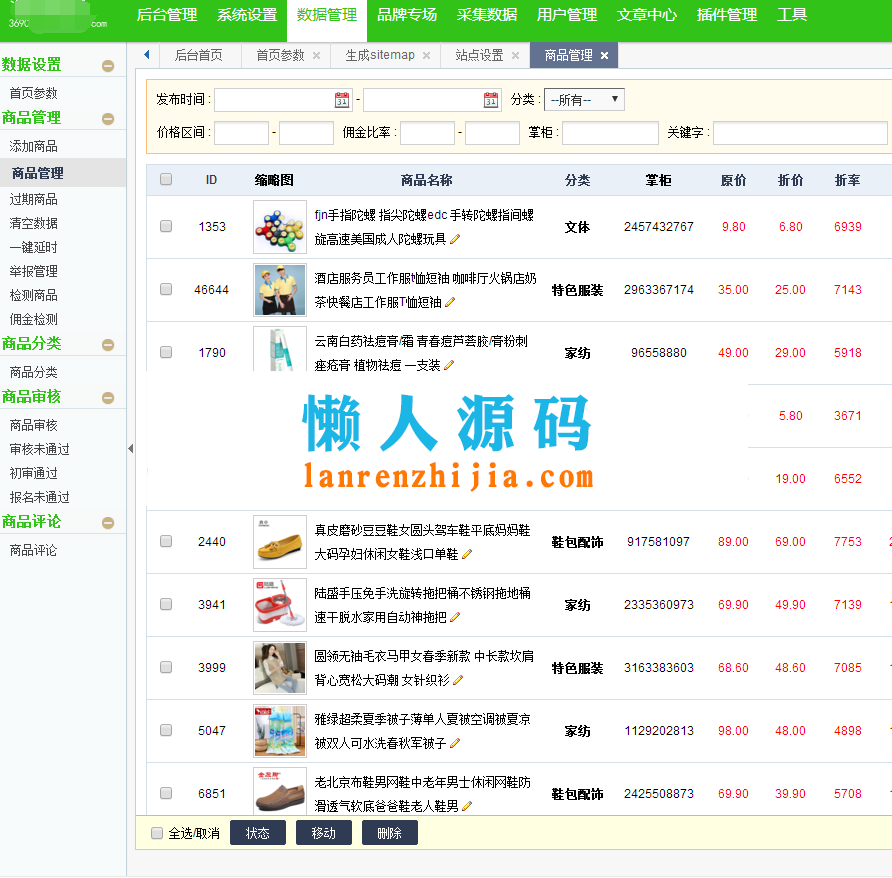 后台管理 系统设置 数据管理 品牌专场 采集数据 用户管理 文章中心 插件管理 工具
后台首页 首页参数 生成sitemap 站点设置 商品管理
数据设置
首页参数
商品管理
添加商品
商品管理
过期商品
清空数据
一键延时
举报管理
检测商品
佣金检测
商品分类
商品分类
商品审核
商品审核
审核未通过
初审通过
报名未通过
商品评论
商品评论
发布时间 : - 分类 : --所有--
价格区间 : - 佣金比率 : - 掌柜 : 关键字 :
ID 缩略图 商品名称 分类 掌柜 原价 折价 折率
1353 fjn手指陀螺 指尖陀螺edc 手转陀螺指间螺 文体 2457432767 9.80 6.80 6939
旋高速美国成人陀螺玩具
46644 酒店服务员工作服t恤短袖 咖啡厅火锅店奶 特色服装 2963367174 35.00 25.00 7143
茶快餐店工作服T恤短袖
1790 云南白药祛痘膏/霜 青春痘芦荟胶/膏粉刺 家纺 96558880 49.00 29.00 5918
痤疮膏 植物祛痘 一支装
5.80 3671
懒人源码
lanrenzhijia.com
19.00 6552
2440 真皮磨砂豆豆鞋女圆头驾车鞋平底妈妈鞋 鞋包配饰 917581097 89.00 69.00 7753
大码孕妇休闲女鞋浅口单鞋
3941 陆盛手压免手洗旋转拖把桶不锈钢拖地桶 家纺 2335360973 69.90 49.90 7139
速干脱水家用自动神拖把
3999 圆领无袖毛衣马甲女春季新款 中长款坎肩 特色服装 3163383603 68.60 48.60 7085
背心宽松大码潮 女针织衫
5047 雅绿超柔夏季被子薄单人夏被空调被夏凉 家纺 1129202813 98.00 48.00 4898
被双人可水洗春秋军被子
6851 老北京布鞋男网鞋中老年男士休闲网鞋防 鞋包配饰 2425508873 69.90 39.90 5708
滑透气软底爸爸鞋老人鞋男
全选/取消 状态 移动 删除